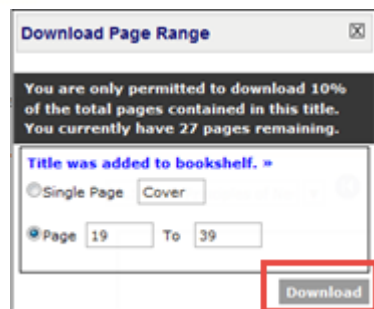 Download Page Range
You are only permitted to download 10%
of the total pages contained in this title.
You currently have 27 pages remaining.
Title was added to bookshelf. »
Single Page Cover
Page 19 To 39
Download